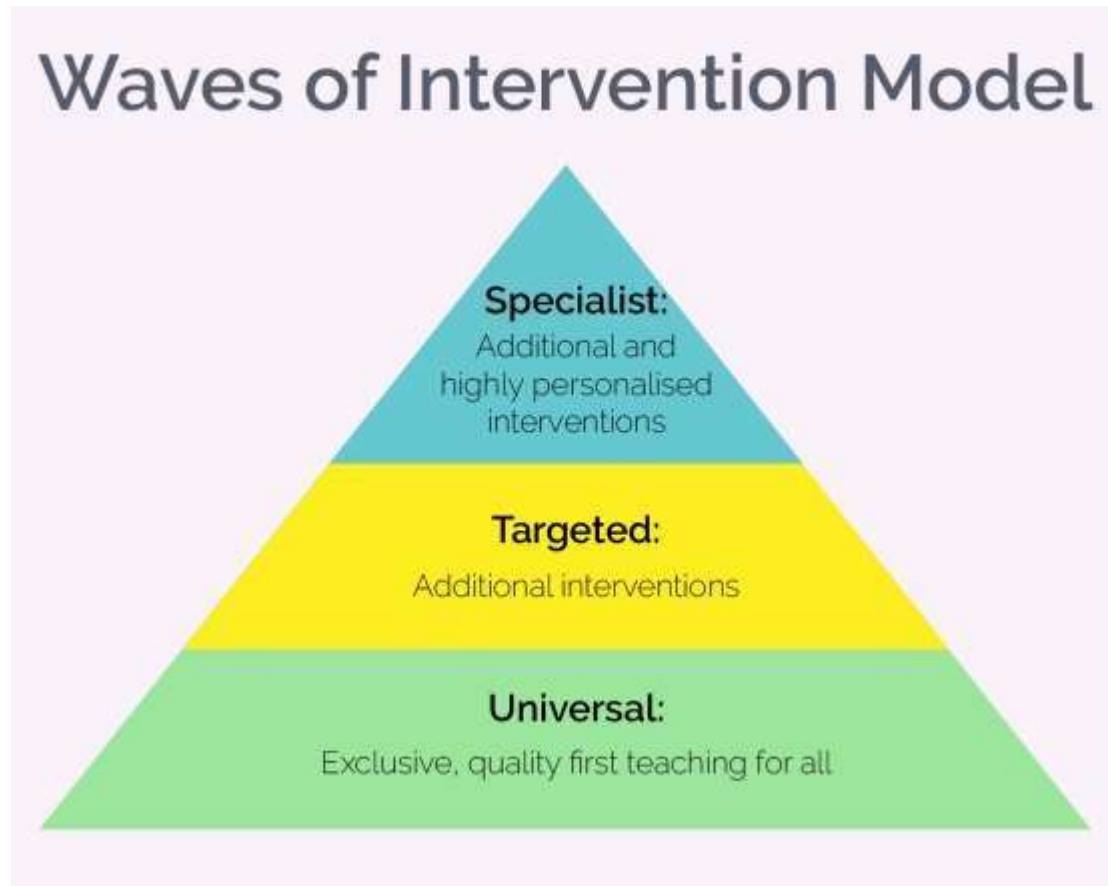 Waves of Intervention Model
Specialist:
Additional and
highly personalised
interventions
Targeted:
Additional interventions
Universal:
Exclusive, quality first teaching for all